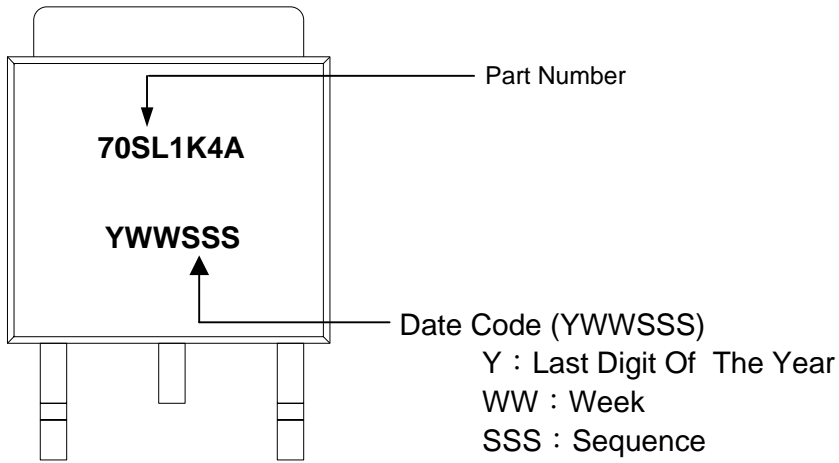 Part Number
70SL1K4A
YWWSSS
Date Code (YWWSSS)
Y：Last Digit Of The Year
WW：Week
SSS：Sequence